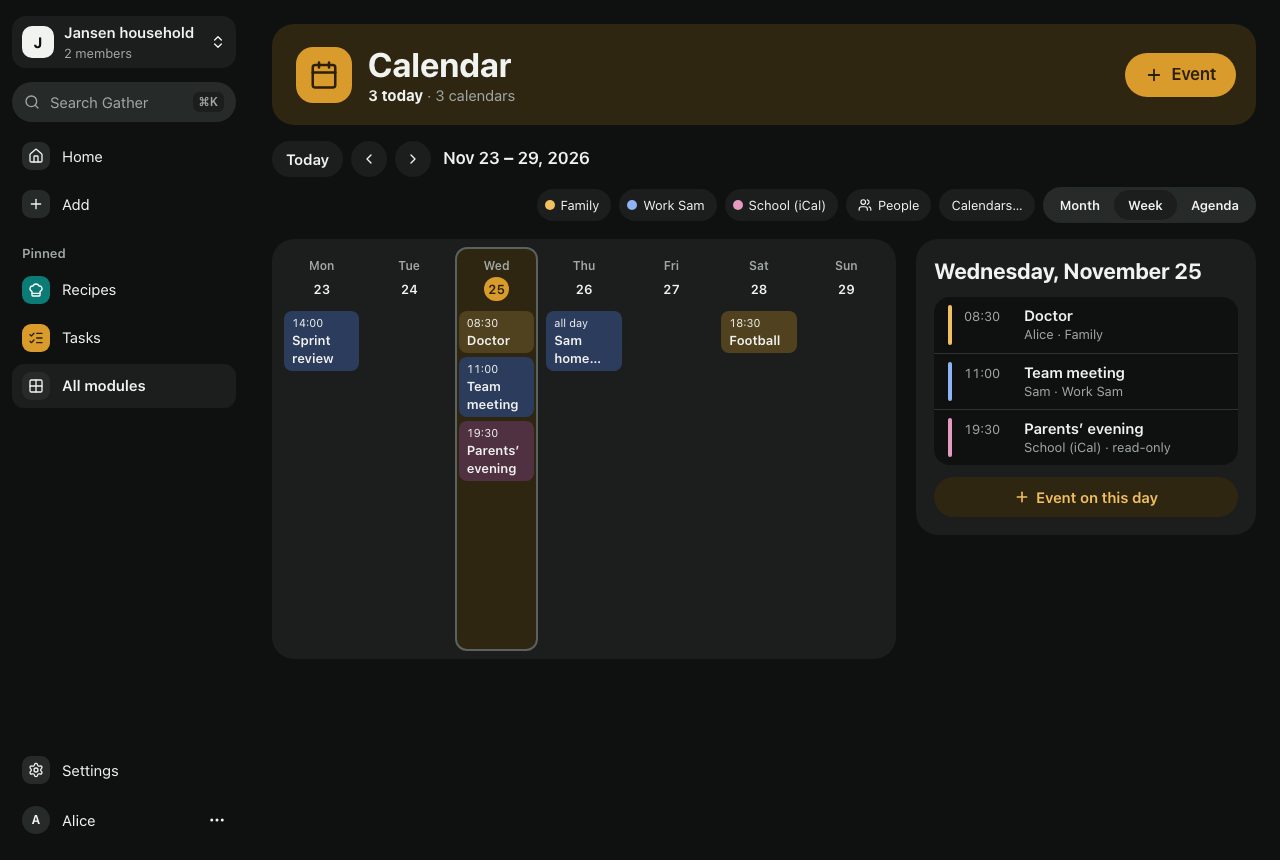 J
Jansen household
2 members
Search Gather
⌘K
Home
Add
Pinned
Recipes
Tasks
All modules
Settings
A
Alice
Calendar
3 today · 3 calendars
Event
Today
Nov 23 – 29, 2026
Family
Work Sam
School (iCal)
People
Calendars...
Month
Week
Agenda
Mon
23
Tue
24
Wed
25
Thu
26
Fri
27
Sat
28
Sun
29
14:00
Sprint
review
08:30
Doctor
11:00
Team
meeting
19:30
Parents’
evening
all day
Sam
home...
18:30
Football
Wednesday, November 25
08:30
Doctor
Alice · Family
11:00
Team meeting
Sam · Work Sam
19:30
Parents’ evening
School (iCal) · read-only
Event on this day